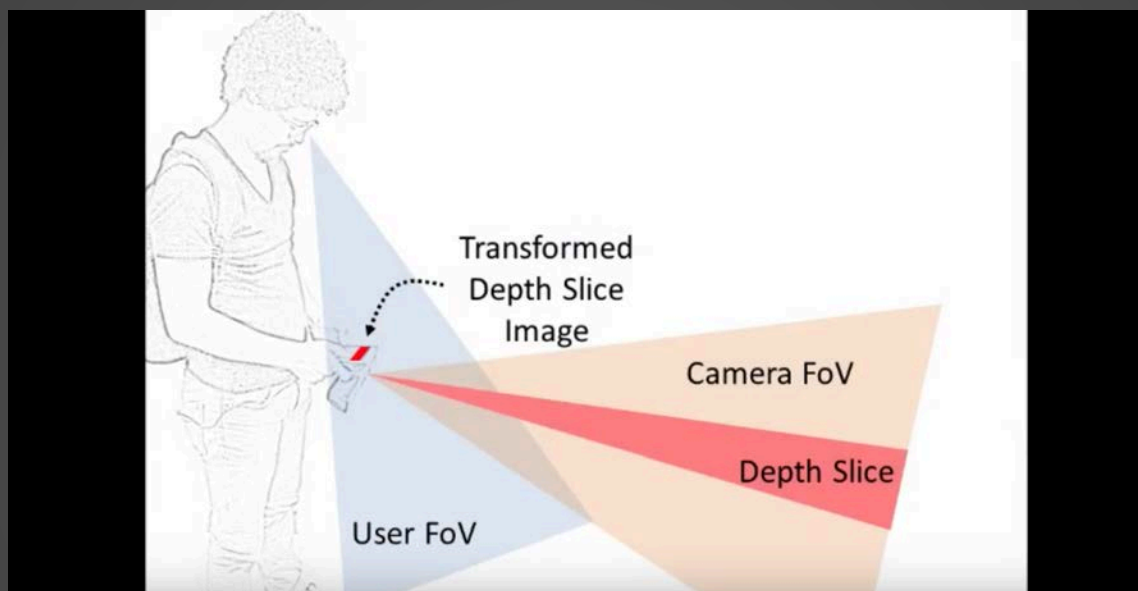 Transformed
Depth Slice
Image
Camera FoV
Depth Slice
User FoV